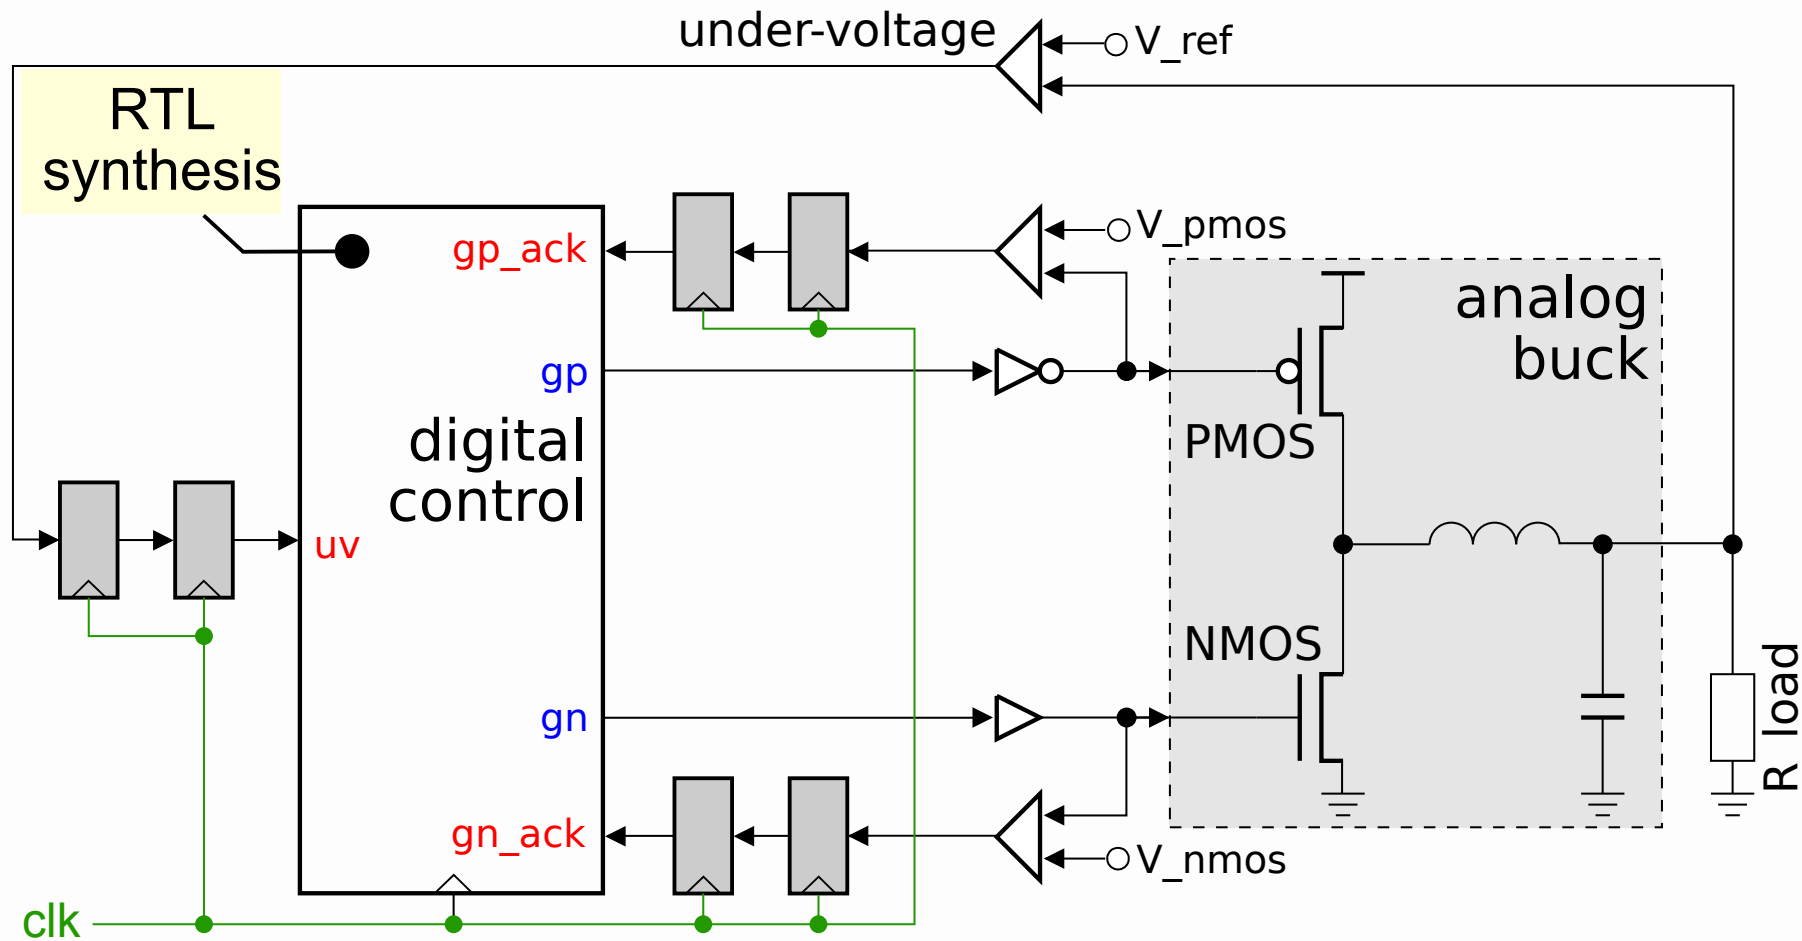 under-voltage
V_ref
RTL
synthesis
gp_ack
V_pmos
analog
buck
gp
digital
control
PMOS
uv
NMOS
gn
R_load
gn_ack
V_nmos
clk